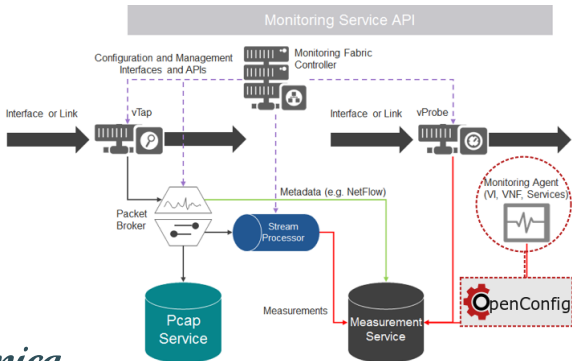 Monitoring Service API
Configuration and Management
Interfaces and APIs
Monitoring Fabric
Controller
Interface or Link
vTap
Interface or Link
vProbe
Metadata (e.g. NetFlow)
Monitoring Agent
(VI, VNF, Services)
Packet
Broker
Stream
Processor
OpenConfig
Measurements
Pcap
Service
Measurement
Service